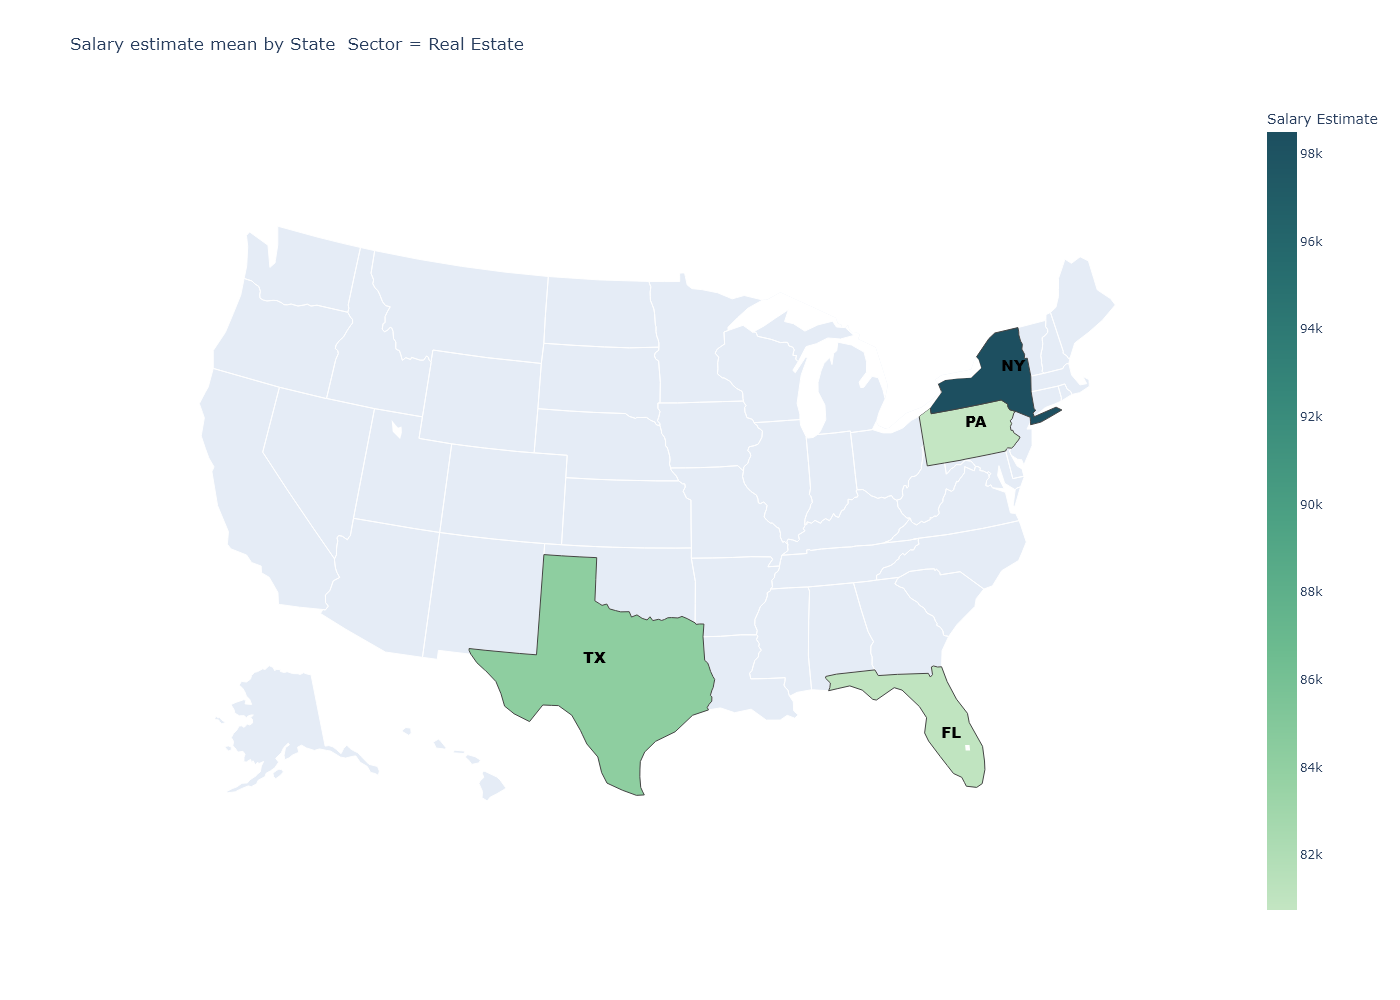 Salary estimate mean by State  Sector = Real Estate
Salary Estimate
98k
96k
94k
92k
90k
88k
86k
84k
82k
NY
PA
TX
FL